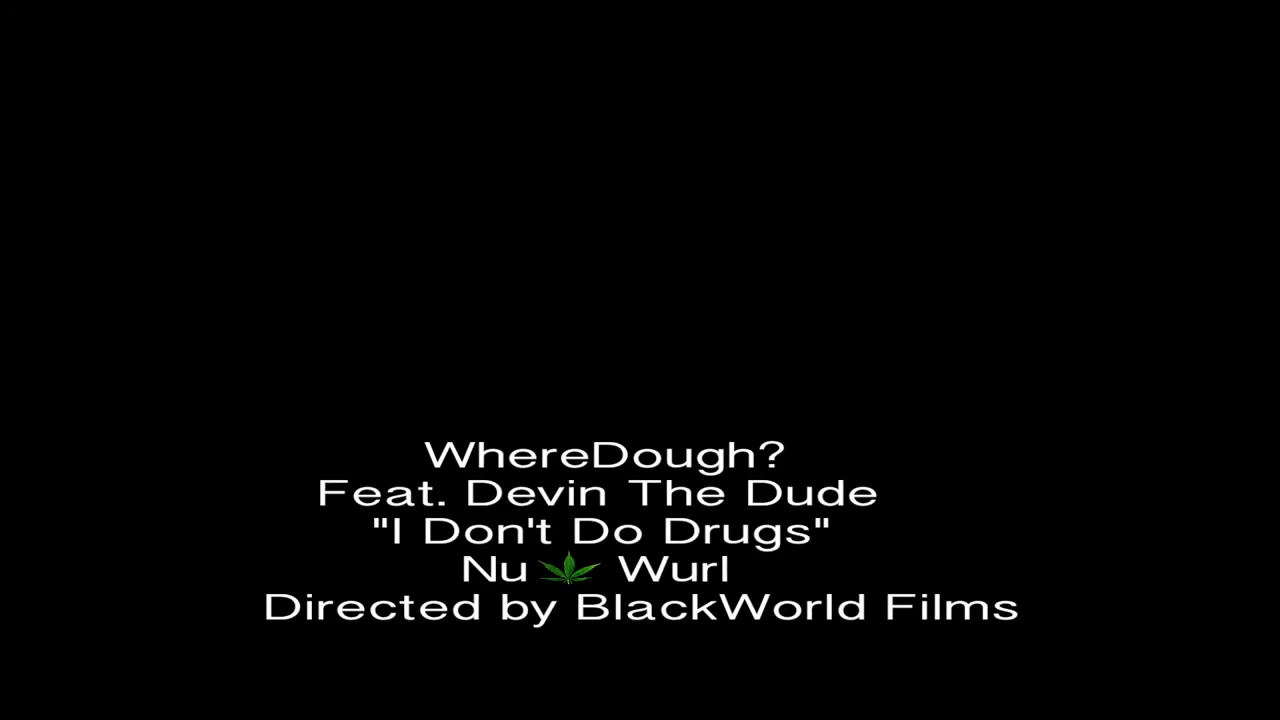 WhereDough?
Feat. Devin The Dude
"I Don't Do Drugs"
Nu Wurl
Directed by BlackWorld Films